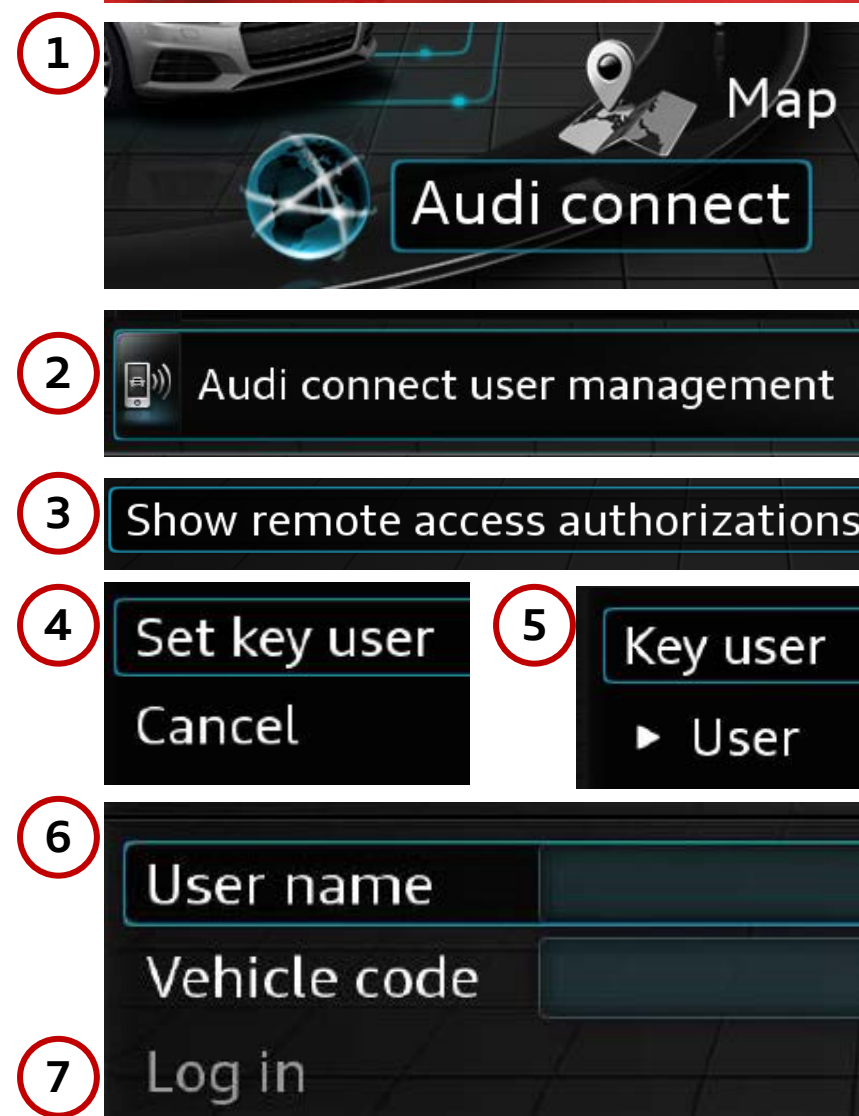 1
Map
Audi connect
2
Audi connect user management
3
Show remote access authorizations
4
Set key user
Cancel
5
Key user
User
6
User name
Vehicle code
7
Log in